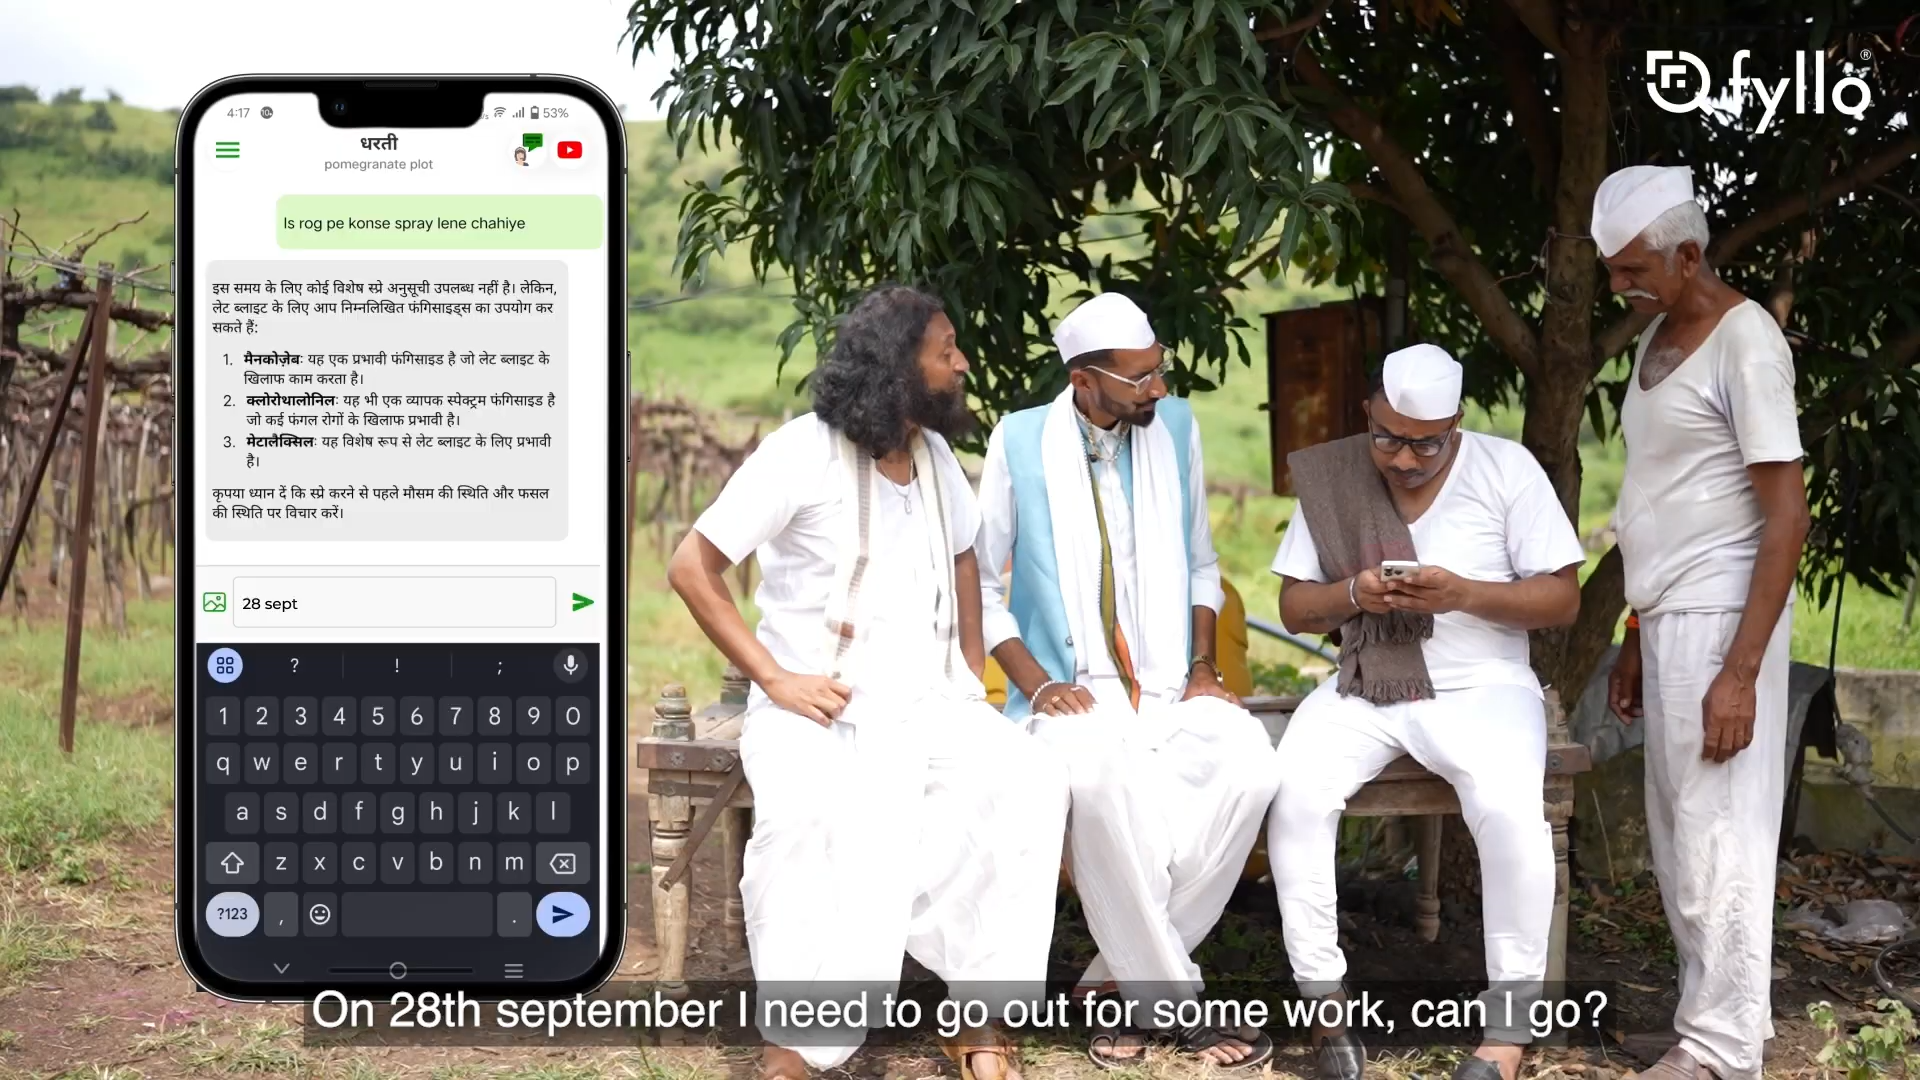 fyllo®
4:17
53%
धरती
pomegranate plot
Is rog pe konse spray lene chahiye
इस समय के लिए कोई विशेष स्प्रे अनुसूची उपलब्ध नहीं है। लेकिन,
लेट ब्लाइट के लिए आप निम्नलिखित फंगिसाइड्स का उपयोग कर
सकते हैं:
1. मैनकोज़ेब: यह एक प्रभावी फंगिसाइड है जो लेट ब्लाइट के
खिलाफ काम करता है।
2. क्लोरोथालोनिल: यह भी एक व्यापक स्पेक्ट्रम फंगिसाइड है
जो कई फंगल रोगों के खिलाफ प्रभावी है।
3. मेटालैक्सिल: यह विशेष रूप से लेट ब्लाइट के लिए प्रभावी
है।
कृपया ध्यान दें कि स्प्रे करने से पहले मौसम की स्थिति और फसल
की स्थिति पर विचार करें।
28 sept
? ! ;
1 2 3 4 5 6 7 8 9 0
q w e r t y u i o p
a s d f g h j k l
z x c v b n m
?123 , .
On 28th september I need to go out for some work, can I go?